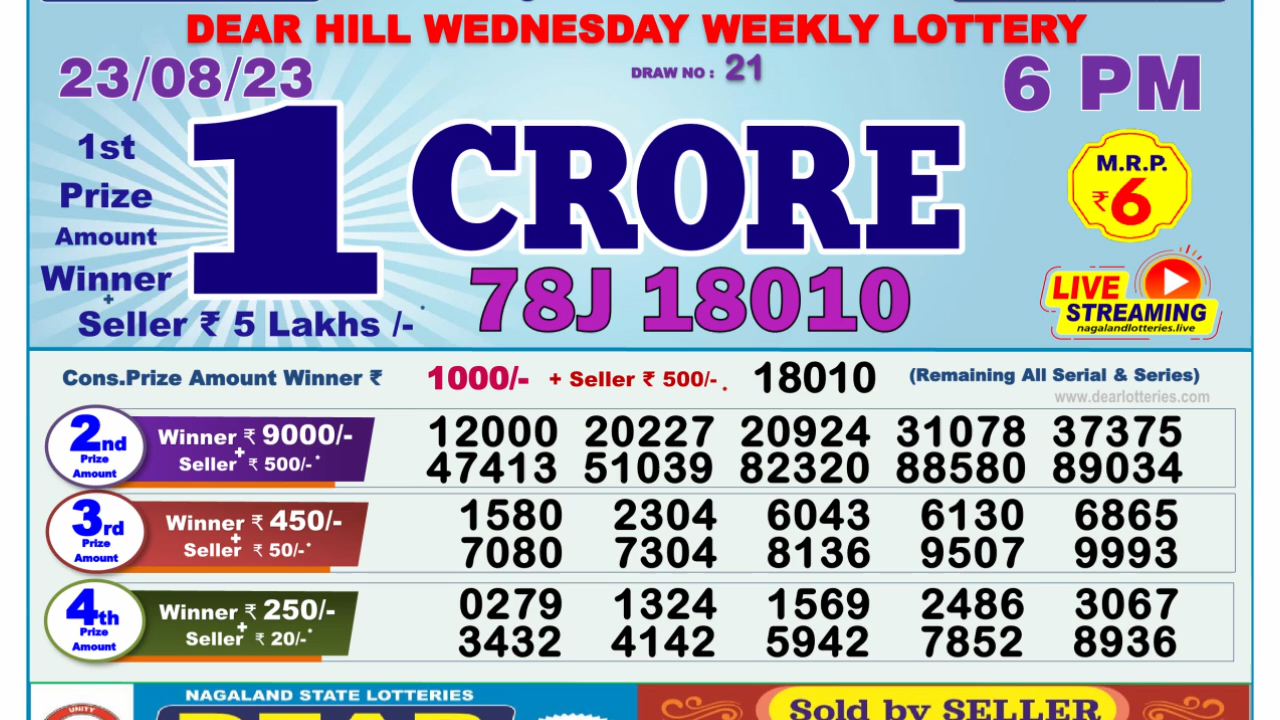 DEAR HILL WEDNESDAY WEEKLY LOTTERY
23/08/23
DRAW NO : 21
6 PM
1st
Prize
Amount
Winner
+
Seller ₹ 5 Lakhs /-
1 CRORE
78J 18010
M.R.P.
₹6
LIVE
STREAMING
nagalandlotteries.live
Cons.Prize Amount Winner ₹ 1000/- + Seller ₹ 500/- . 18010 (Remaining All Serial & Series)
www.dearlotteries.com
2nd
Prize
Amount
Winner ₹ 9000/-
+
Seller ₹ 500/-*
12000 20227 20924 31078 37375
47413 51039 82320 88580 89034
3rd
Prize
Amount
Winner ₹ 450/-
+
Seller ₹ 50/-*
1580 2304 6043 6130 6865
7080 7304 8136 9507 9993
4th
Prize
Amount
Winner ₹ 250/-
+
Seller ₹ 20/-*
0279 1324 1569 2486 3067
3432 4142 5942 7852 8936
UNITY
NAGALAND STATE LOTTERIES
DEAR
Sold by SELLER